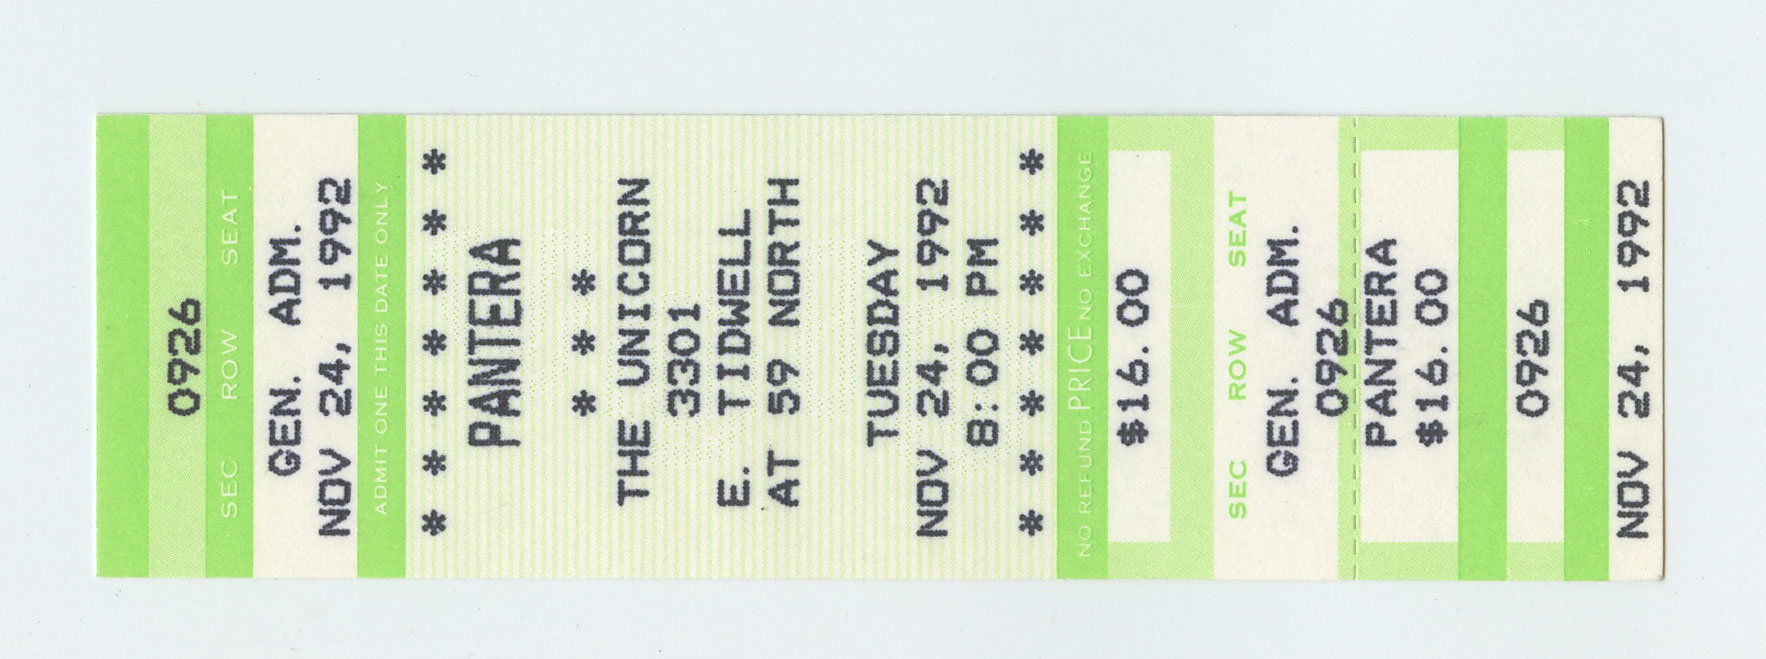 0926
SEC ROW SEAT
GEN. ADM.
NOV 24, 1992
ADMIT ONE THIS DATE ONLY
* * * * * * *
PANTERA
* * *
THE UNICORN
3301
E. TIDWELL
AT 59 NORTH
TUESDAY
NOV 24, 1992
8:00 PM
* * * * * * *
NO REFUND PRICE NO EXCHANGE
$16.00
SEC ROW SEAT
GEN. ADM.
0926
PANTERA
$16.00
0926
NOV 24, 1992